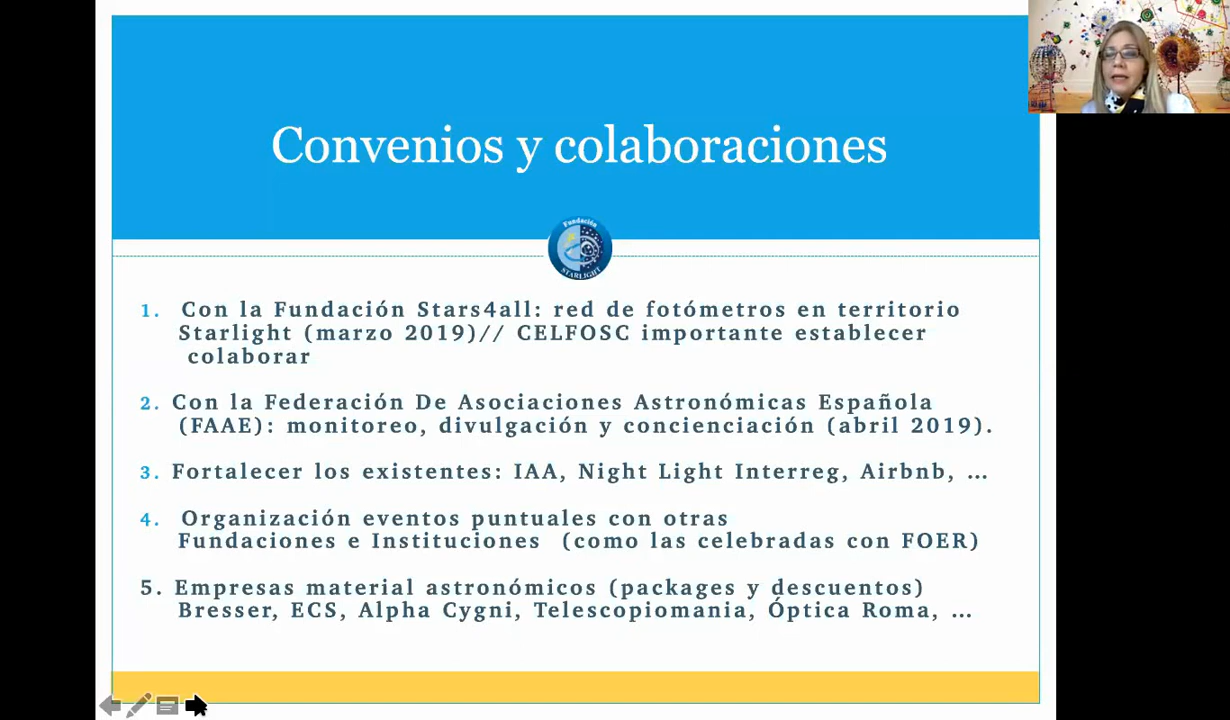 Convenios y colaboraciones
Fundación
STARLIGHT
1. Con la Fundación Stars4all: red de fotómetros en territorio
Starlight (marzo 2019)// CELFOSC importante establecer
colaborar
2. Con la Federación De Asociaciones Astronómicas Española
(FAAE): monitoreo, divulgación y concienciación (abril 2019).
3. Fortalecer los existentes: IAA, Night Light Interreg, Airbnb, ...
4. Organización eventos puntuales con otras
Fundaciones e Instituciones (como las celebradas con FOER)
5. Empresas material astronómicos (packages y descuentos)
Bresser, ECS, Alpha Cygni, Telescopiomania, Óptica Roma, ...